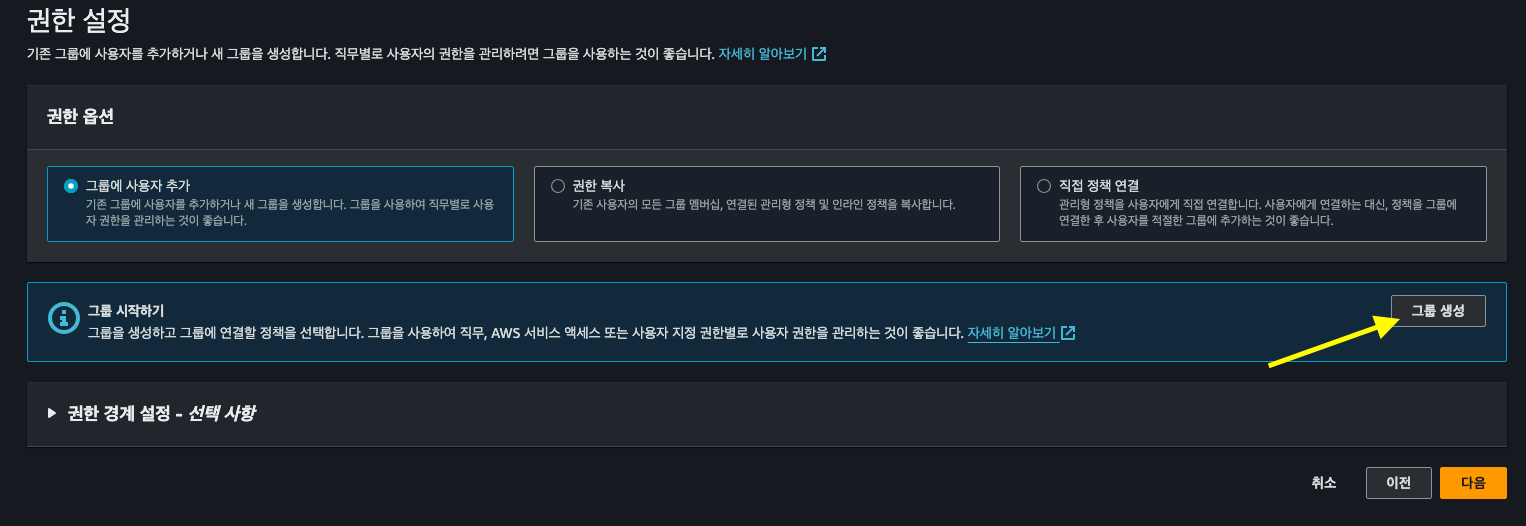 권한 설정
기존 그룹에 사용자를 추가하거나 새 그룹을 생성합니다. 직무별로 사용자의 권한을 관리하려면 그룹을 사용하는 것이 좋습니다. 자세히 알아보기
권한 옵션
그룹에 사용자 추가
기존 그룹에 사용자를 추가하거나 새 그룹을 생성합니다. 그룹을 사용하여 직무별로 사용
자 권한을 관리하는 것이 좋습니다.
권한 복사
기존 사용자의 모든 그룹 멤버십, 연결된 관리형 정책 및 인라인 정책을 복사합니다.
직접 정책 연결
관리형 정책을 사용자에게 직접 연결합니다. 사용자에게 연결하는 대신, 정책을 그룹에
연결한 후 사용자를 적절한 그룹에 추가하는 것이 좋습니다.
그룹 시작하기
그룹을 생성하고 그룹에 연결할 정책을 선택합니다. 그룹을 사용하여 직무, AWS 서비스 액세스 또는 사용자 지정 권한별로 사용자 권한을 관리하는 것이 좋습니다. 자세히 알아보기
그룹 생성
권한 경계 설정 - 선택 사항
취소
이전
다음